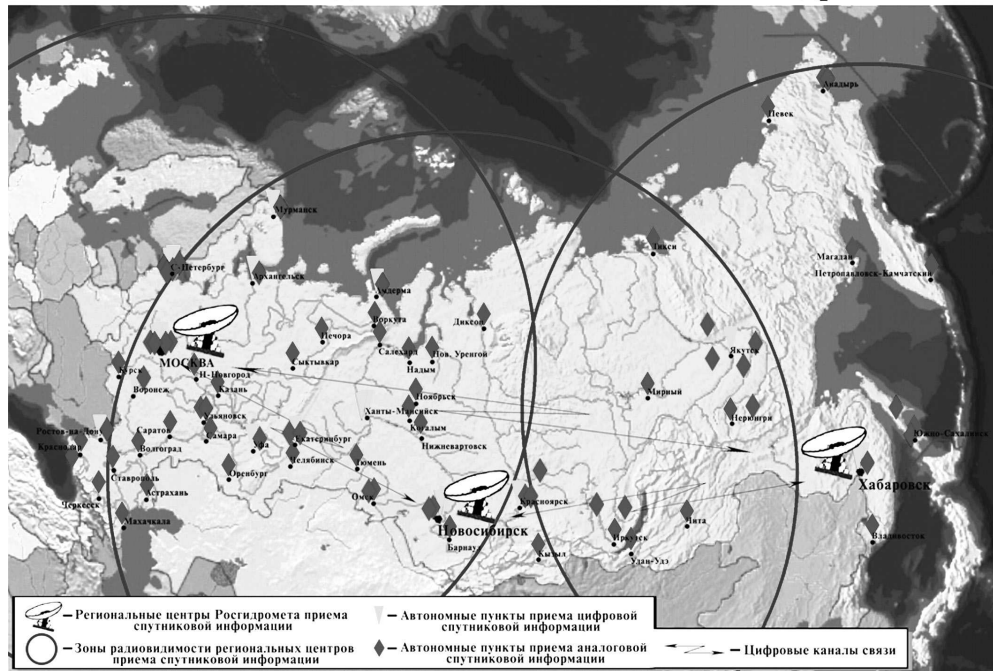 Анадырь
Певек
Мурманск
Тикси
С-Петербург
Архангельск
Амдерма
Магадан
Петропавловск-Камчатский
Воркута
Диксон
Печора
МОСКВА
Сыктывкар
Салехард
Нов. Уренгой
Надым
Якутск
Курск
Н-Новгород
Воронеж
Казань
Мирный
Ноябрьск
Ульяновск
Ханты-Мансийск
Нерюнгри
Когалым
Ростов-на-Дону
Саратов
Самара
Екатеринбург
Нижневартовск
Южно-Сахалинск
Краснодар
Волгоград
Уфа
Челябинск
Тюмень
Оренбург
Ставрополь
Хабаровск
Астрахань
Омск
Черкесск
Красноярск
Махачкала
Новосибирск
Чита
Барнаул
Иркутск
Владивосток
Кызыл
Улан-Удэ
– Региональные центры Росгидромета приема
спутниковой информации
– Зоны радиовидимости региональных центров
приема спутниковой информации
– Автономные пункты приема цифровой
спутниковой информации
– Автономные пункты приема аналоговой
спутниковой информации
– Цифровые каналы связи